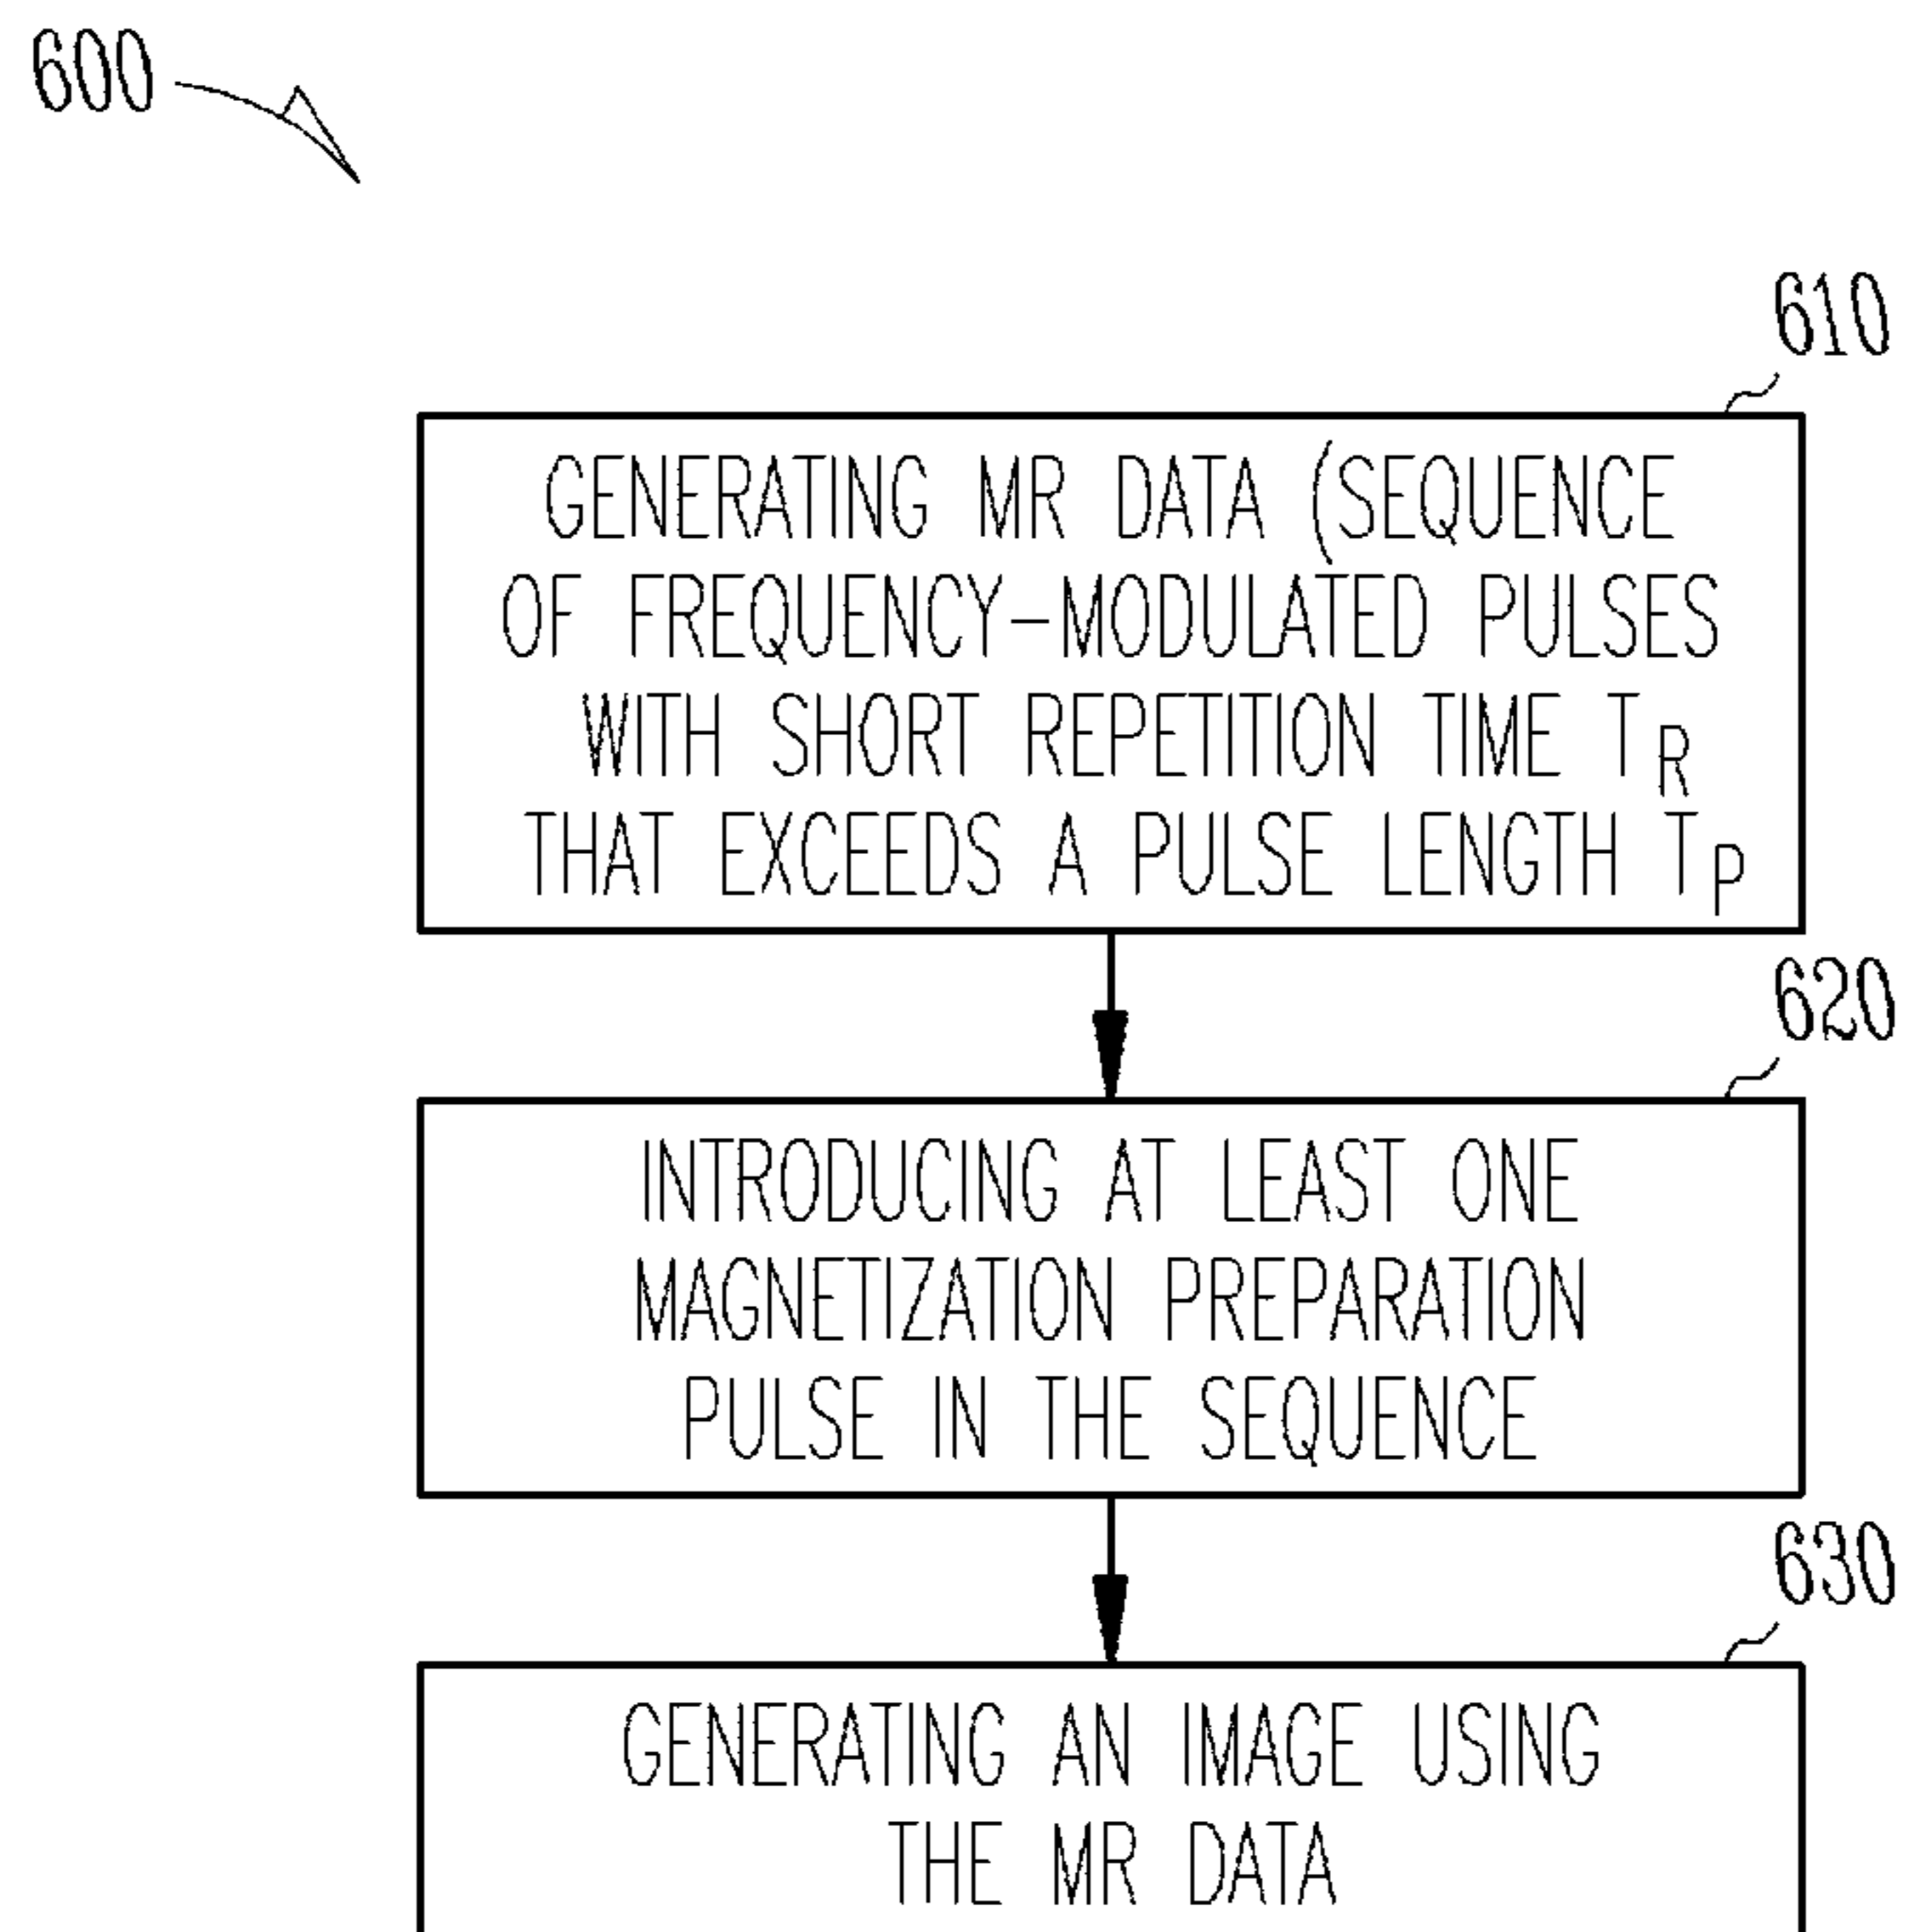 600
610
GENERATING MR DATA (SEQUENCE
OF FREQUENCY-MODULATED PULSES
WITH SHORT REPETITION TIME TR
THAT EXCEEDS A PULSE LENGTH TP
620
INTRODUCING AT LEAST ONE
MAGNETIZATION PREPARATION
PULSE IN THE SEQUENCE
630
GENERATING AN IMAGE USING
THE MR DATA